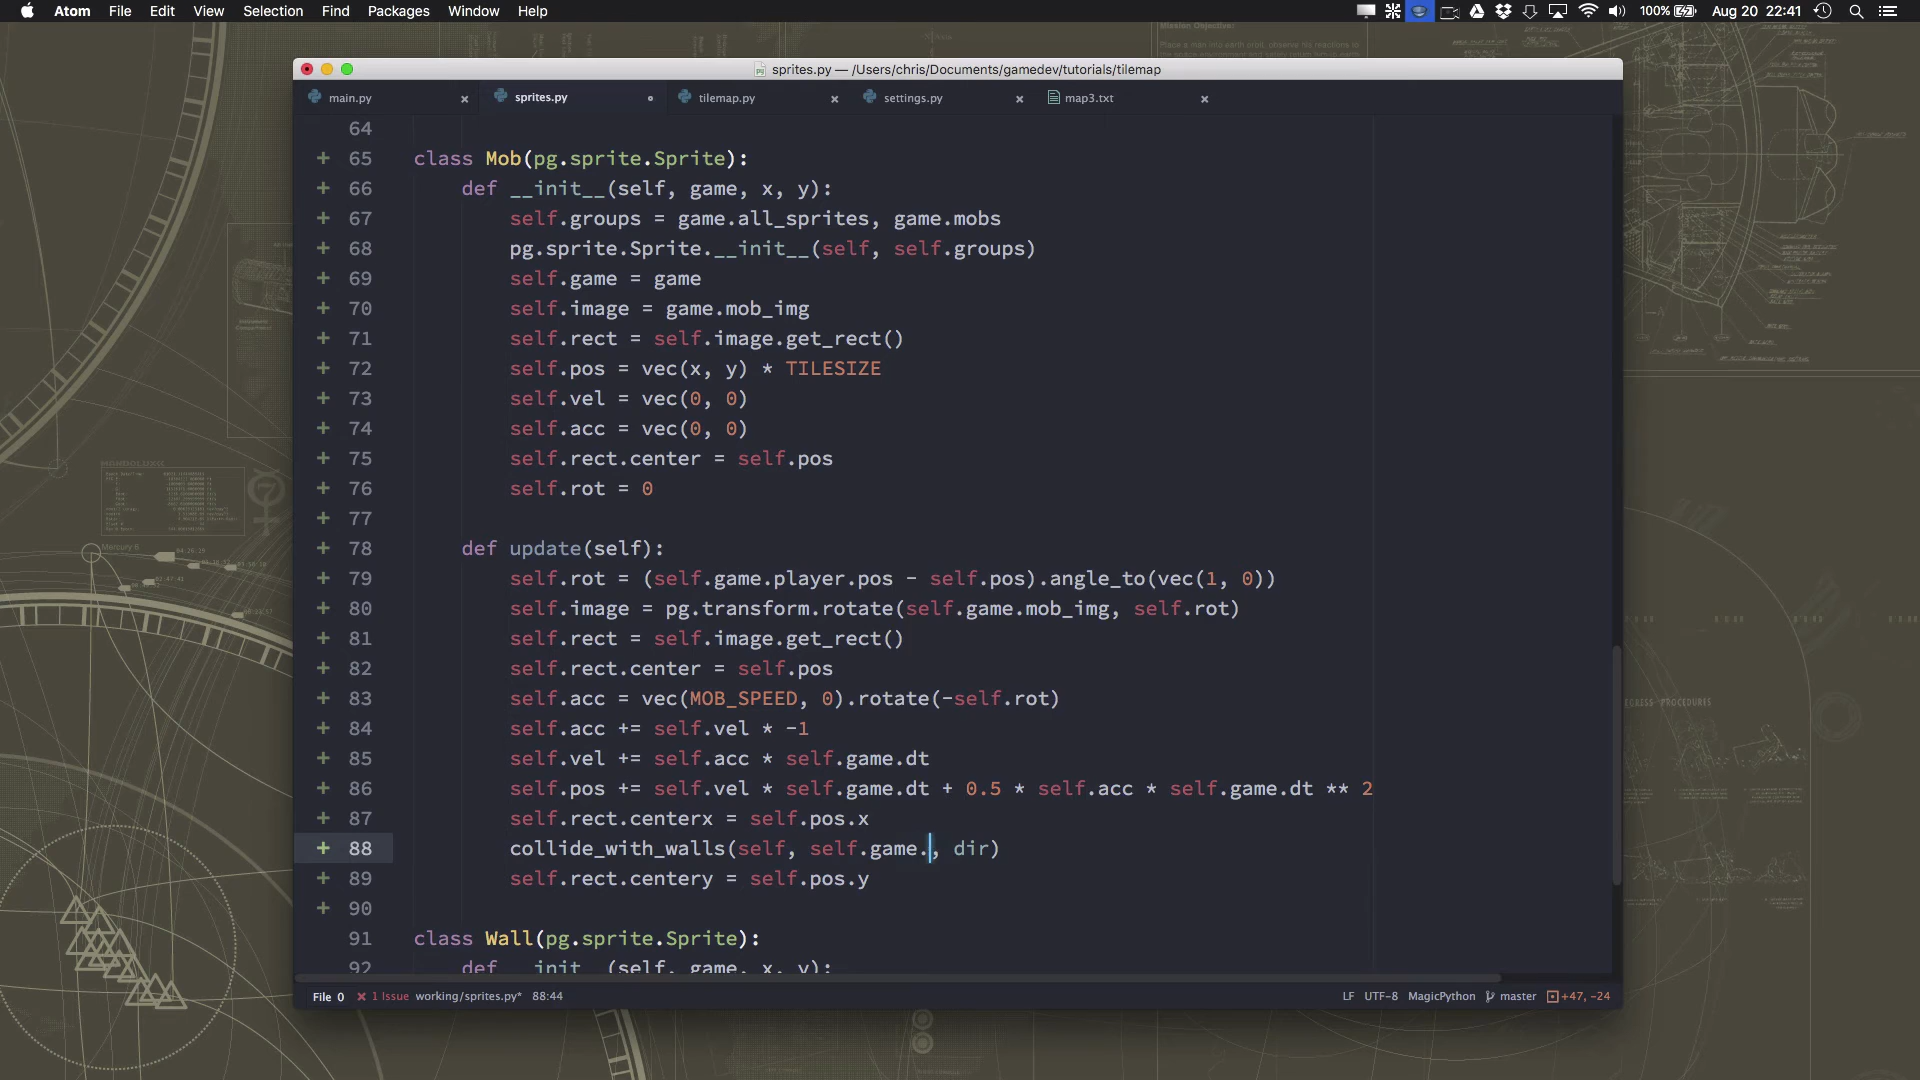 Atom File Edit View Selection Find Packages Window Help 100% Aug 20 22:41
sprites.py — /Users/chris/Documents/gamedev/tutorials/tilemap
main.py sprites.py tilemap.py settings.py map3.txt
64
+ 65 class Mob(pg.sprite.Sprite):
+ 66 def __init__(self, game, x, y):
+ 67 self.groups = game.all_sprites, game.mobs
+ 68 pg.sprite.Sprite.__init__(self, self.groups)
+ 69 self.game = game
+ 70 self.image = game.mob_img
+ 71 self.rect = self.image.get_rect()
+ 72 self.pos = vec(x, y) * TILESIZE
+ 73 self.vel = vec(0, 0)
+ 74 self.acc = vec(0, 0)
+ 75 self.rect.center = self.pos
+ 76 self.rot = 0
+ 77
+ 78 def update(self):
+ 79 self.rot = (self.game.player.pos - self.pos).angle_to(vec(1, 0))
+ 80 self.image = pg.transform.rotate(self.game.mob_img, self.rot)
+ 81 self.rect = self.image.get_rect()
+ 82 self.rect.center = self.pos
+ 83 self.acc = vec(MOB_SPEED, 0).rotate(-self.rot)
+ 84 self.acc += self.vel * -1
+ 85 self.vel += self.acc * self.game.dt
+ 86 self.pos += self.vel * self.game.dt + 0.5 * self.acc * self.game.dt ** 2
+ 87 self.rect.centerx = self.pos.x
+ 88 collide_with_walls(self, self.game., dir)
+ 89 self.rect.centery = self.pos.y
+ 90
91 class Wall(pg.sprite.Sprite):
92 def __init__(self, game, x, y):
File 0 1 Issue working/sprites.py* 88:44 LF UTF-8 MagicPython master +47, -24
Mission Objective:
Mercury 6
EGRESS PROCEDURES